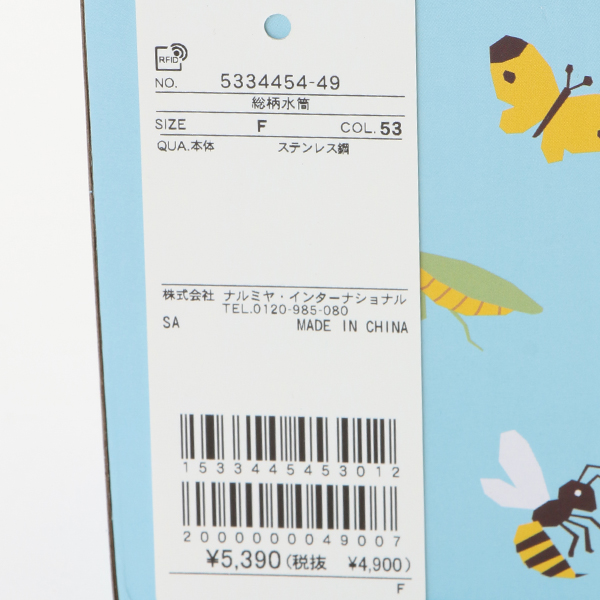 RFID
NO. 5334454-49
総柄水筒
SIZE F COL. 53
QUA. 本体 ステンレス鋼
株式会社 ナルミヤ・インターナショナル
TEL.0120-985-080
SA MADE IN CHINA
1533445453012
2000000049007
¥5,390(税抜 ¥4,900)
F